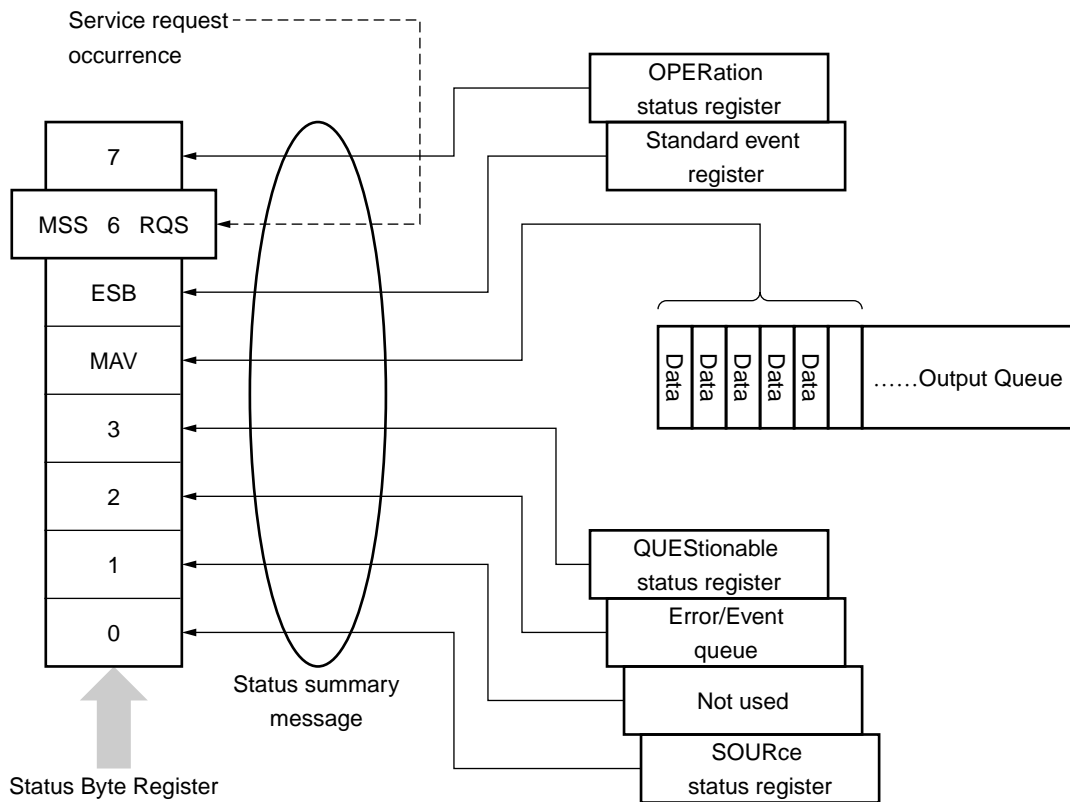 Service request
occurrence
OPERation
status register
Standard event
register
7
MSS 6 RQS
ESB
MAV
3
2
1
0
Data
Data
Data
Data
Data
......Output Queue
QUEStionable
status register
Error/Event
queue
Not used
SOURce
status register
Status summary
message
Status Byte Register